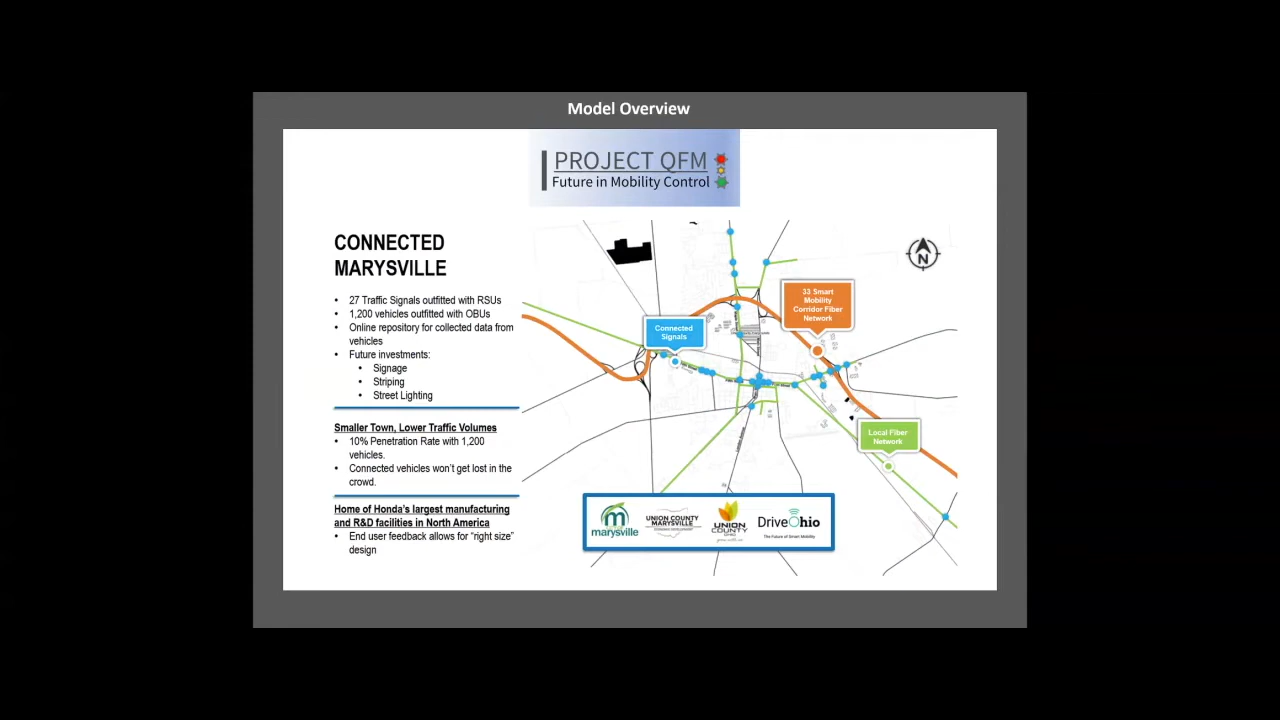 Model Overview
PROJECT QFM
Future in Mobility Control
CONNECTED
MARYSVILLE
• 27 Traffic Signals outfitted with RSUs
• 1,200 vehicles outfitted with OBUs
• Online repository for collected data from
vehicles
• Future investments:
• Signage
• Striping
• Street Lighting
Smaller Town, Lower Traffic Volumes
• 10% Penetration Rate with 1,200
vehicles.
• Connected vehicles won't get lost in the
crowd.
Home of Honda's largest manufacturing
and R&D facilities in North America
• End user feedback allows for “right size”
design
N
33 Smart
Mobility
Corridor Fiber
Network
Connected
Signals
Local Fiber
Network
marysville
UNION COUNTY
MARYSVILLE
ECONOMIC DEVELOPMENT
UNION
COUNTY
OHIO
DriveOhio
The Future of Smart Mobility